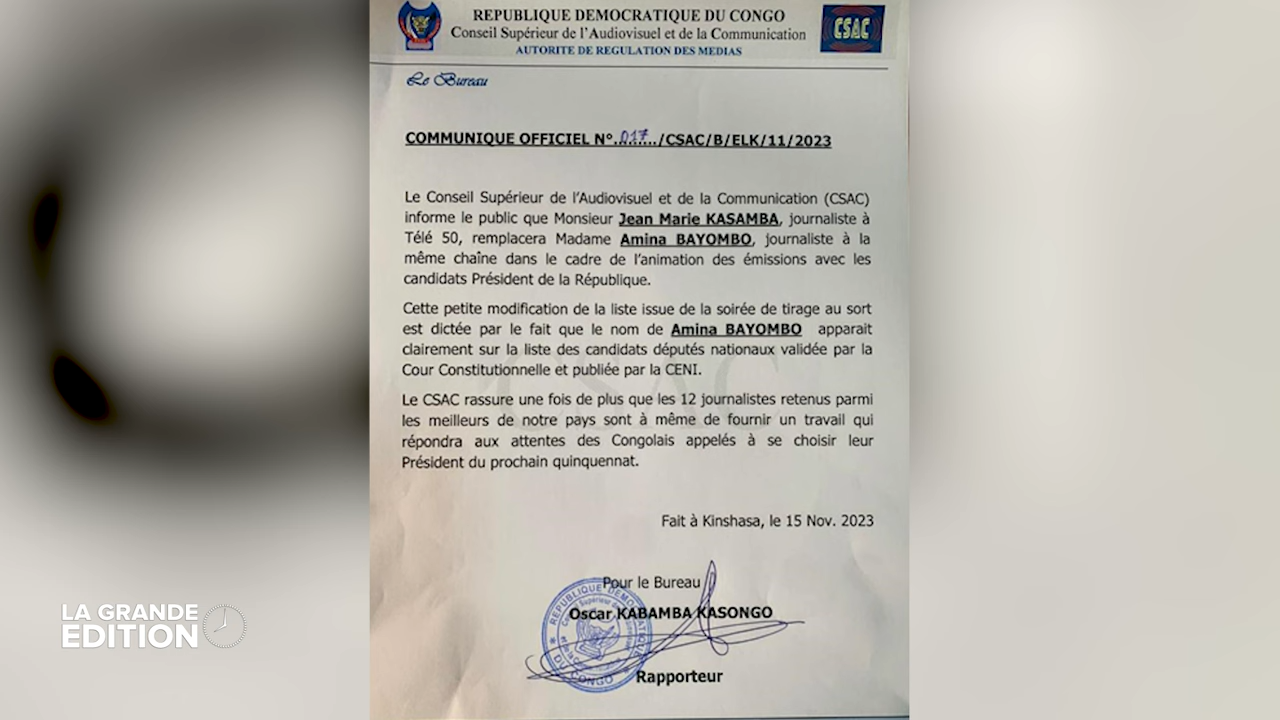 REPUBLIQUE DEMOCRATIQUE DU CONGO
Conseil Supérieur de l'Audiovisuel et de la Communication
AUTORITE DE REGULATION DES MEDIAS
CSAC
Le Bureau
COMMUNIQUE OFFICIEL N°.017./CSAC/B/ELK/11/2023
Le Conseil Supérieur de l'Audiovisuel et de la Communication (CSAC)
informe le public que Monsieur Jean Marie KASAMBA, journaliste à
Télé 50, remplacera Madame Amina BAYOMBO, journaliste à la
même chaîne dans le cadre de l'animation des émissions avec les
candidats Président de la République.
Cette petite modification de la liste issue de la soirée de tirage au sort
est dictée par le fait que le nom de Amina BAYOMBO apparait
clairement sur la liste des candidats députés nationaux validée par la
Cour Constitutionnelle et publiée par la CENI.
CSAC
Le CSAC rassure une fois de plus que les 12 journalistes retenus parmi
les meilleurs de notre pays sont à même de fournir un travail qui
répondra aux attentes des Congolais appelés à se choisir leur
Président du prochain quinquennat.
Fait à Kinshasa, le 15 Nov. 2023
Pour le Bureau
Oscar KABAMBA KASONGO
Rapporteur
LA GRANDE
EDITION